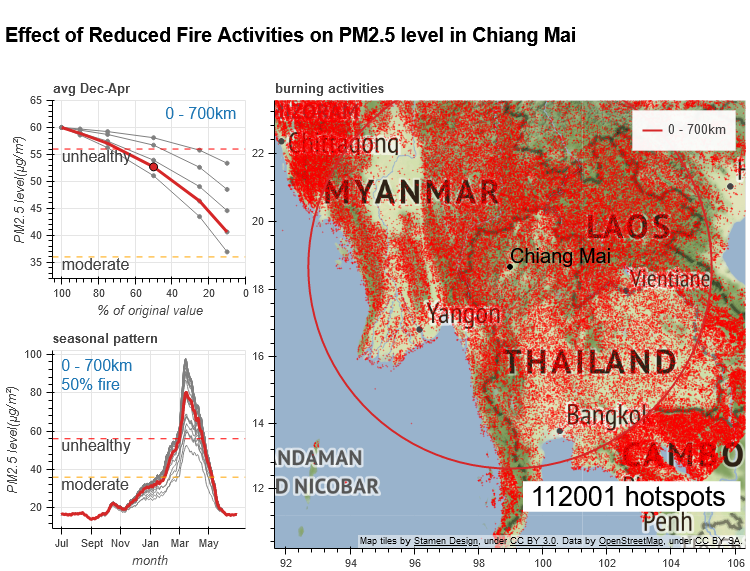 Effect of Reduced Fire Activities on PM2.5 level in Chiang Mai
avg Dec-Apr
65
60
55
50
45
40
35
PM2.5 level(µg/m²)
0 - 700km
unhealthy
moderate
100 80 60 40 20 0
% of original value
seasonal pattern
100
80
60
40
20
PM2.5 level(µg/m²)
0 - 700km
50% fire
unhealthy
moderate
Jul Sept Nov Jan Mar May
month
burning activities
22
20
18
16
14
12
0 - 700km
Chittagong
MYANMAR
LAOS
Chiang Mai
Vientiane
Yangon
THAILAND
Bangkok
CAMBO
NDAMAN
D NICOBAR
112001 hotspots
Penh
Map tiles by Stamen Design, under CC BY 3.0. Data by OpenStreetMap, under CC BY SA.
92 94 96 98 100 102 104 106